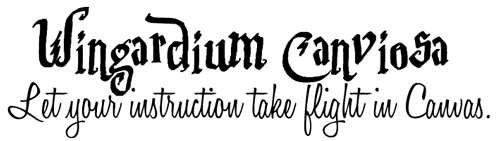 Wingardium Canviosa
Let your instruction take flight in Canvas.